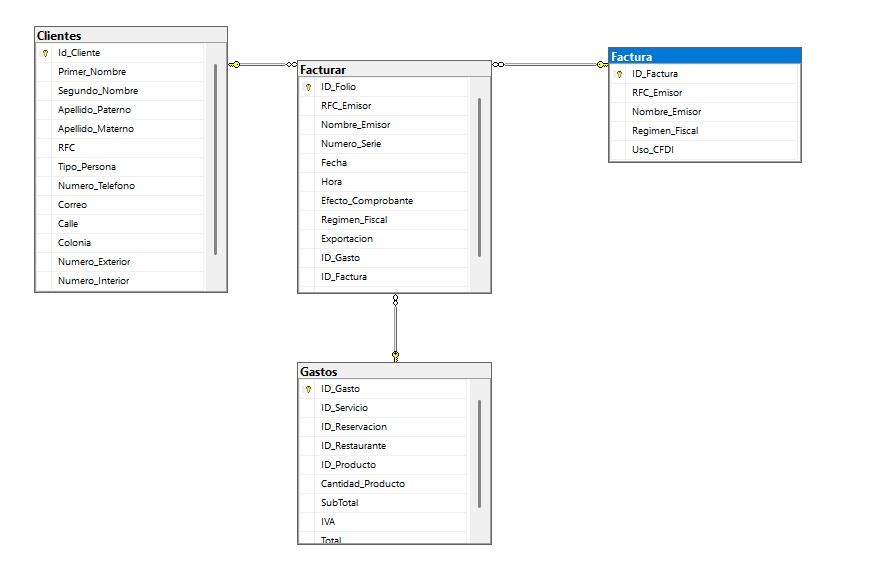 Clientes
Id_Cliente
Primer_Nombre
Segundo_Nombre
Apellido_Paterno
Apellido_Materno
RFC
Tipo_Persona
Numero_Telefono
Correo
Calle
Colonia
Numero_Exterior
Numero_Interior
Facturar
ID_Folio
RFC_Emisor
Nombre_Emisor
Numero_Serie
Fecha
Hora
Efecto_Comprobante
Regimen_Fiscal
Exportacion
ID_Gasto
ID_Factura
Factura
ID_Factura
RFC_Emisor
Nombre_Emisor
Regimen_Fiscal
Uso_CFDI
Gastos
ID_Gasto
ID_Servicio
ID_Reservacion
ID_Restaurante
ID_Producto
Cantidad_Producto
SubTotal
IVA
Total